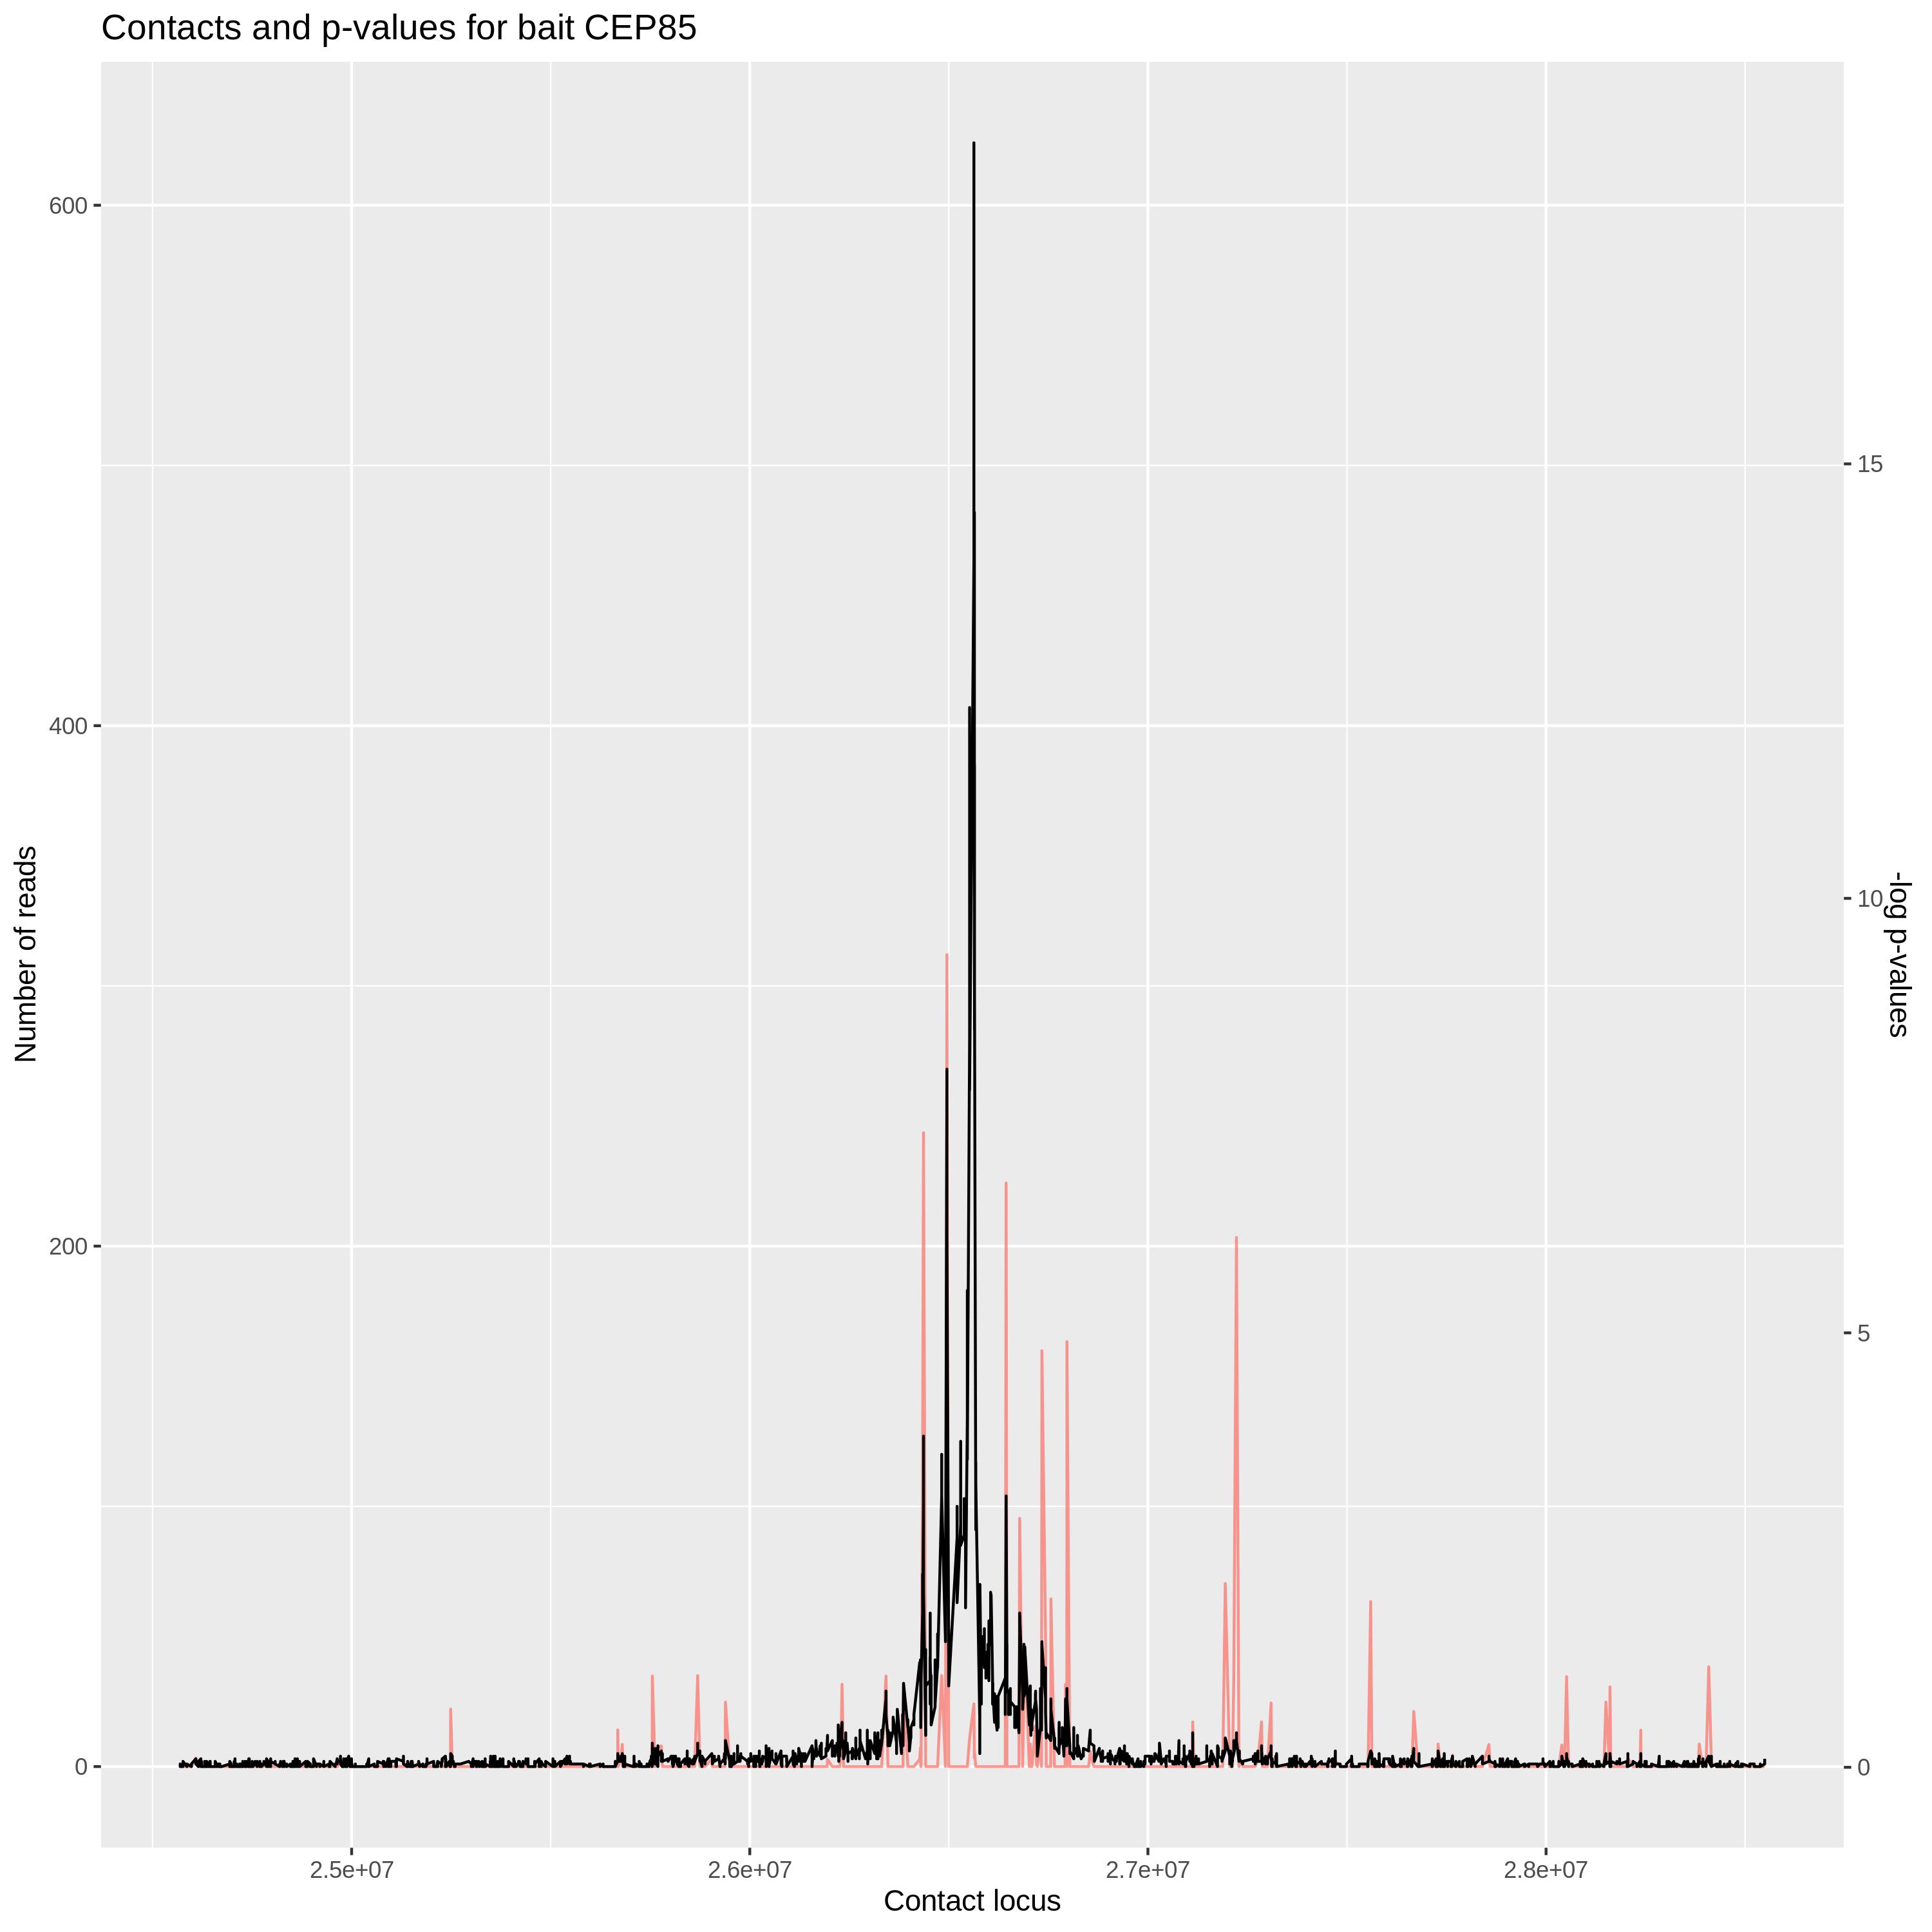 Contacts and p-values for bait CEP85
600
400
200
0
15
10
5
0
Number of reads
-log p-values
2.5e+07 2.6e+07 2.7e+07 2.8e+07
Contact locus